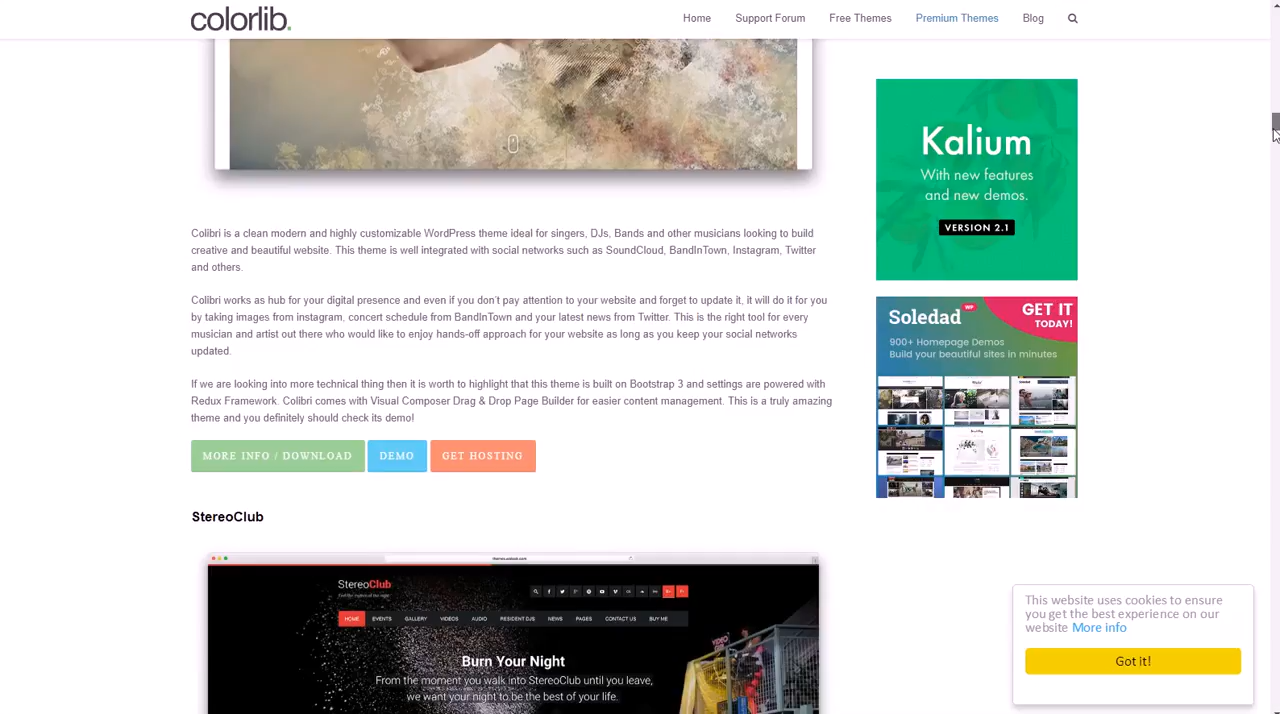 colorlib.
Home Support Forum Free Themes Premium Themes Blog
Kalium
With new features
and new demos.
VERSION 2.1
Colibri is a clean modern and highly customizable WordPress theme ideal for singers, DJs, Bands and other musicians looking to build
creative and beautiful website. This theme is well integrated with social networks such as SoundCloud, BandInTown, Instagram, Twitter
and others.
Colibri works as hub for your digital presence and even if you don't pay attention to your website and forget to update it, it will do it for you
by taking images from instagram, concert schedule from BandInTown and your latest news from Twitter. This is the right tool for every
musician and artist out there who would like to enjoy hands-off approach for your website as long as you keep your social networks
updated.
If we are looking into more technical thing then it is worth to highlight that this theme is built on Bootstrap 3 and settings are powered with
Redux Framework. Colibri comes with Visual Composer Drag & Drop Page Builder for easier content management. This is a truly amazing
theme and you definitely should check its demo!
MORE INFO / DOWNLOAD DEMO GET HOSTING
Soledad WP
GET IT
TODAY!
900+ Homepage Demos
Build your beautiful sites in minutes
StereoClub
StereoClub
HOME EVENTS GALLERY VIDEOS AUDIO RESIDENT DJS NEWS PAGES CONTACT US BUY ME
Burn Your Night
From the moment you walk into StereoClub until you leave,
we want your night to be the best of your life.
This website uses cookies to ensure
you get the best experience on our
website More info
Got it!